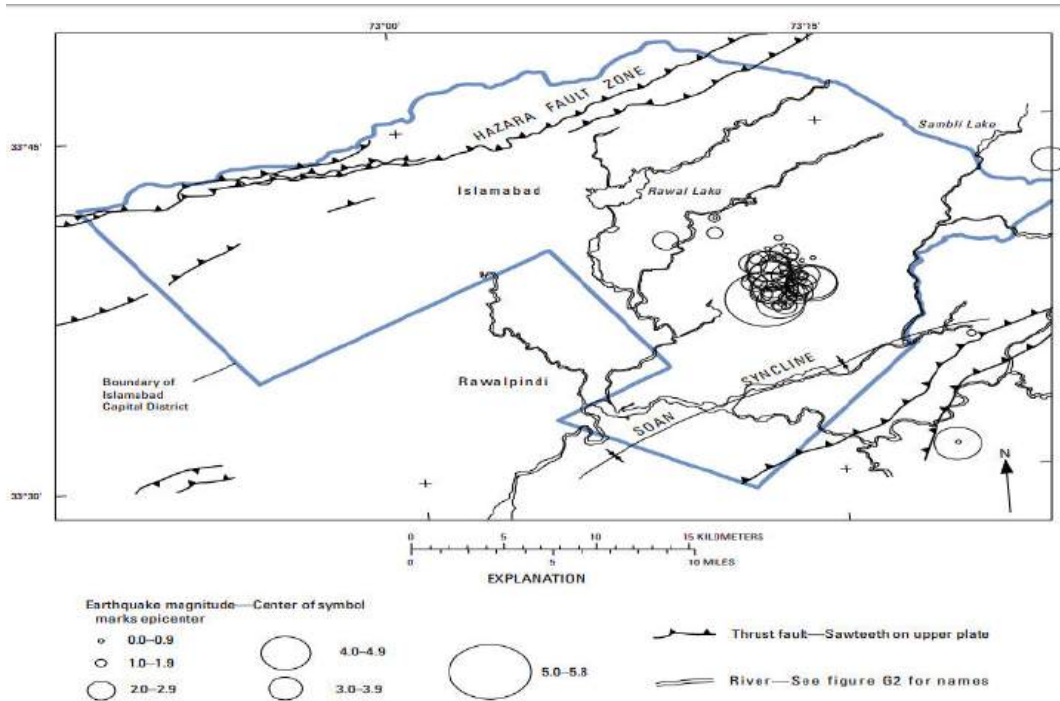 73°00'
73°15'
33°45'
HAZARA FAULT ZONE
Sambli Lake
Islamabad
Rawal Lake
Boundary of
Islamabad
Capital District
Rawalpindi
SOAN SYNCLINE
N
33°30'
0 5 10 15 KILOMETERS
0 5 10 MILES
EXPLANATION
Earthquake magnitude—Center of symbol
marks epicenter
0.0–0.9
1.0–1.9
2.0–2.9
4.0–4.9
3.0–3.9
5.0–5.8
Thrust fault—Sawteeth on upper plate
River—See figure G2 for names